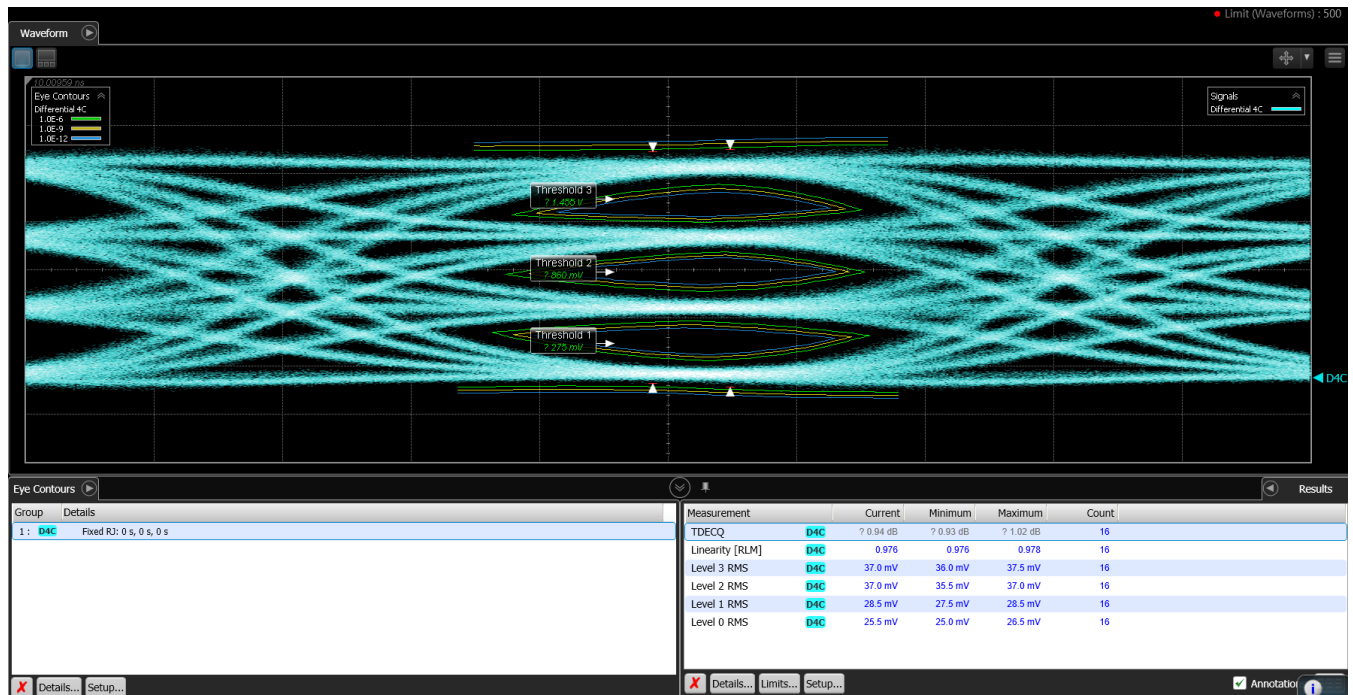 Limit (Waveforms) : 500
Waveform
10.00959 ns
Eye Contours
Differential 4C
1.0E-6
1.0E-9
1.0E-12
Signals
Differential 4C
Threshold 3
? 1.455 V
Threshold 2
? 860 mV
Threshold 1
? 275 mV
D4C
Eye Contours
Group Details
1 : D4C Fixed RJ: 0 s, 0 s, 0 s
Details... Setup...
Results
Measurement Current Minimum Maximum Count
TDECQ D4C ? 0.94 dB ? 0.93 dB ? 1.02 dB 16
Linearity [RLM] D4C 0.976 0.976 0.978 16
Level 3 RMS D4C 37.0 mV 36.0 mV 37.5 mV 16
Level 2 RMS D4C 37.0 mV 35.5 mV 37.0 mV 16
Level 1 RMS D4C 28.5 mV 27.5 mV 28.5 mV 16
Level 0 RMS D4C 25.5 mV 25.0 mV 26.5 mV 16
Details... Limits... Setup...
Annotatio